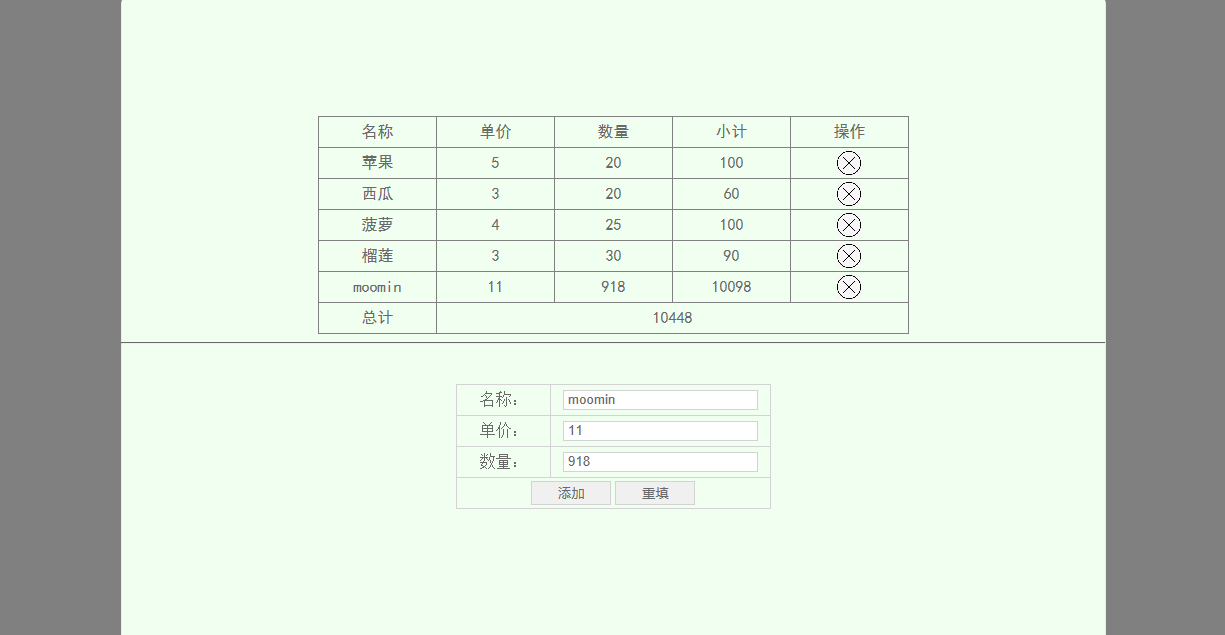 名称 单价 数量 小计 操作
苹果 5 20 100
西瓜 3 20 60
菠萝 4 25 100
榴莲 3 30 90
moomin 11 918 10098
总计 10448
名称： moomin
单价： 11
数量： 918
添加 重填